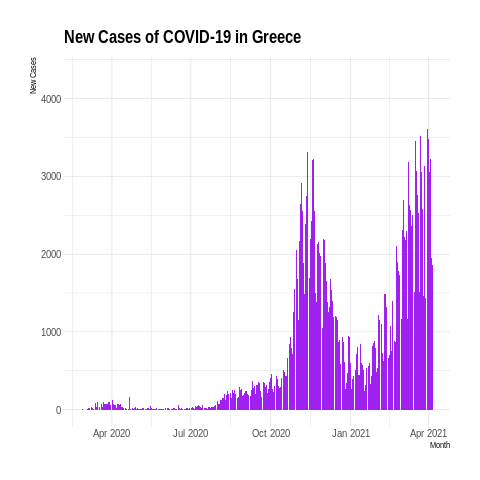 New Cases of COVID-19 in Greece
New Cases
4000
3000
2000
1000
0
Apr 2020 Jul 2020 Oct 2020 Jan 2021 Apr 2021
Month